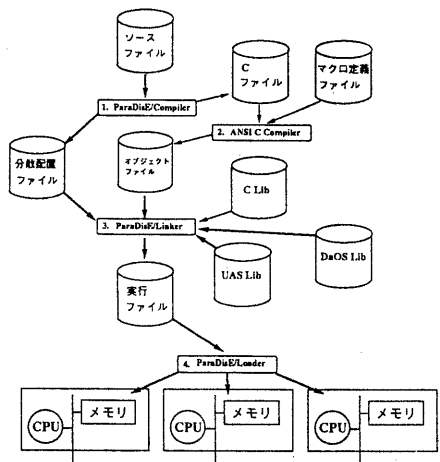 ソース
ファイル
C
ファイル
マクロ定義
ファイル
1. ParaDisE/Compiler
2. ANSI C Compiler
分散配置
ファイル
オブジェクト
ファイル
C Lib
3. ParaDisE/Linker
UAS Lib
DaOS Lib
実行
ファイル
4. ParaDisE/Loader
CPU
メモリ
CPU
メモリ
CPU
メモリ